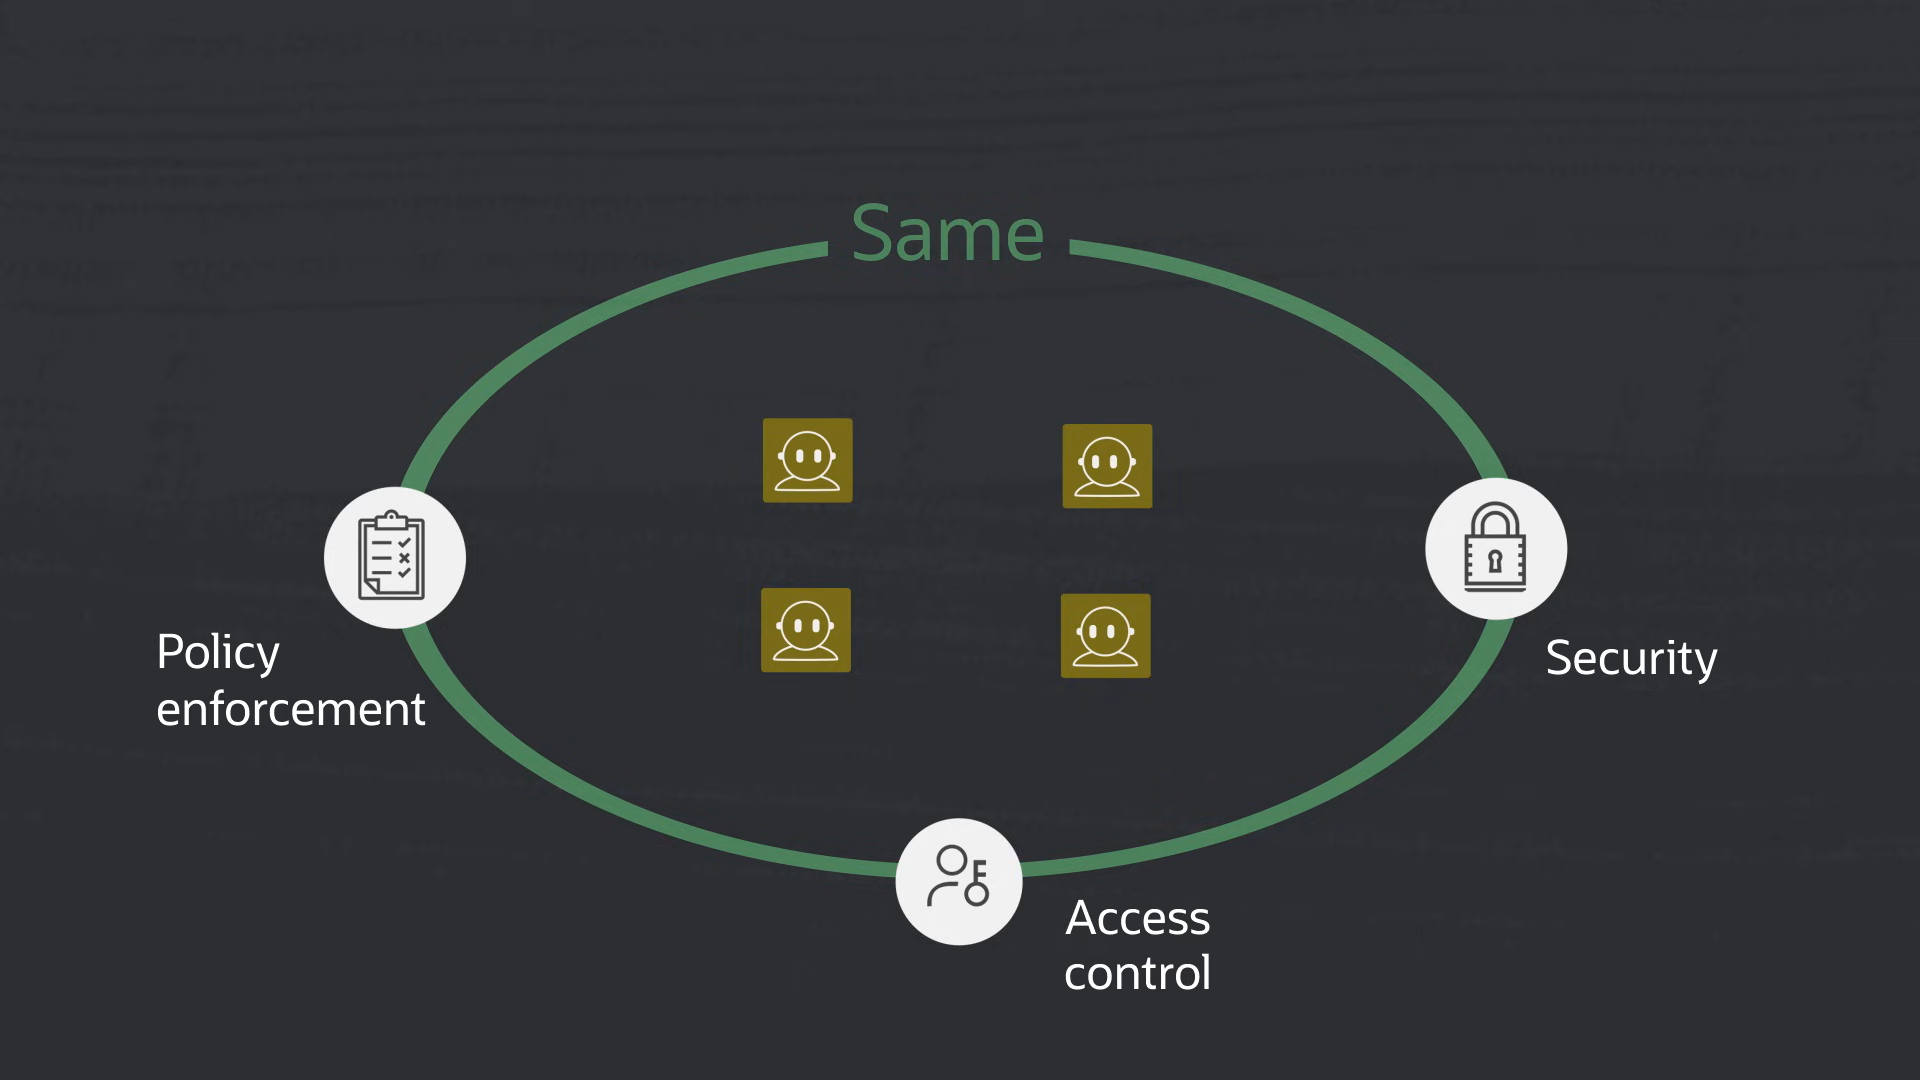 Same
Policy
enforcement
Security
Access
control